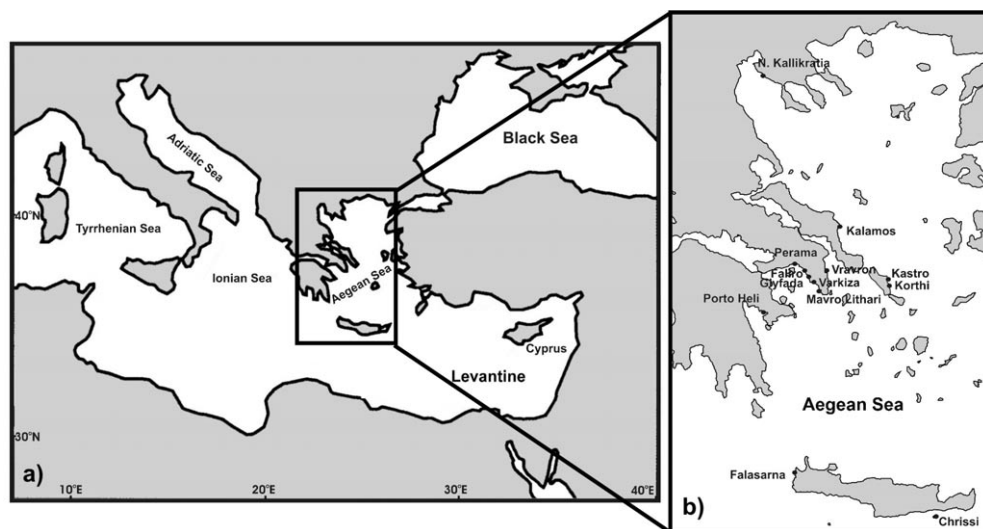 Adriatic Sea
Black Sea
40°N
Tyrrhenian Sea
Ionian Sea
Aegean Sea
Cyprus
Levantine
30°N
a)
10°E
20°E
30°E
40°E
N. Kallikratia
Kalamos
Perama
Faliro
Vravron
Kastro
Glyfada
Varkiza
Korthi
Porto Heli
Mavro Lithari
Aegean Sea
Falasarna
b)
Chrissi